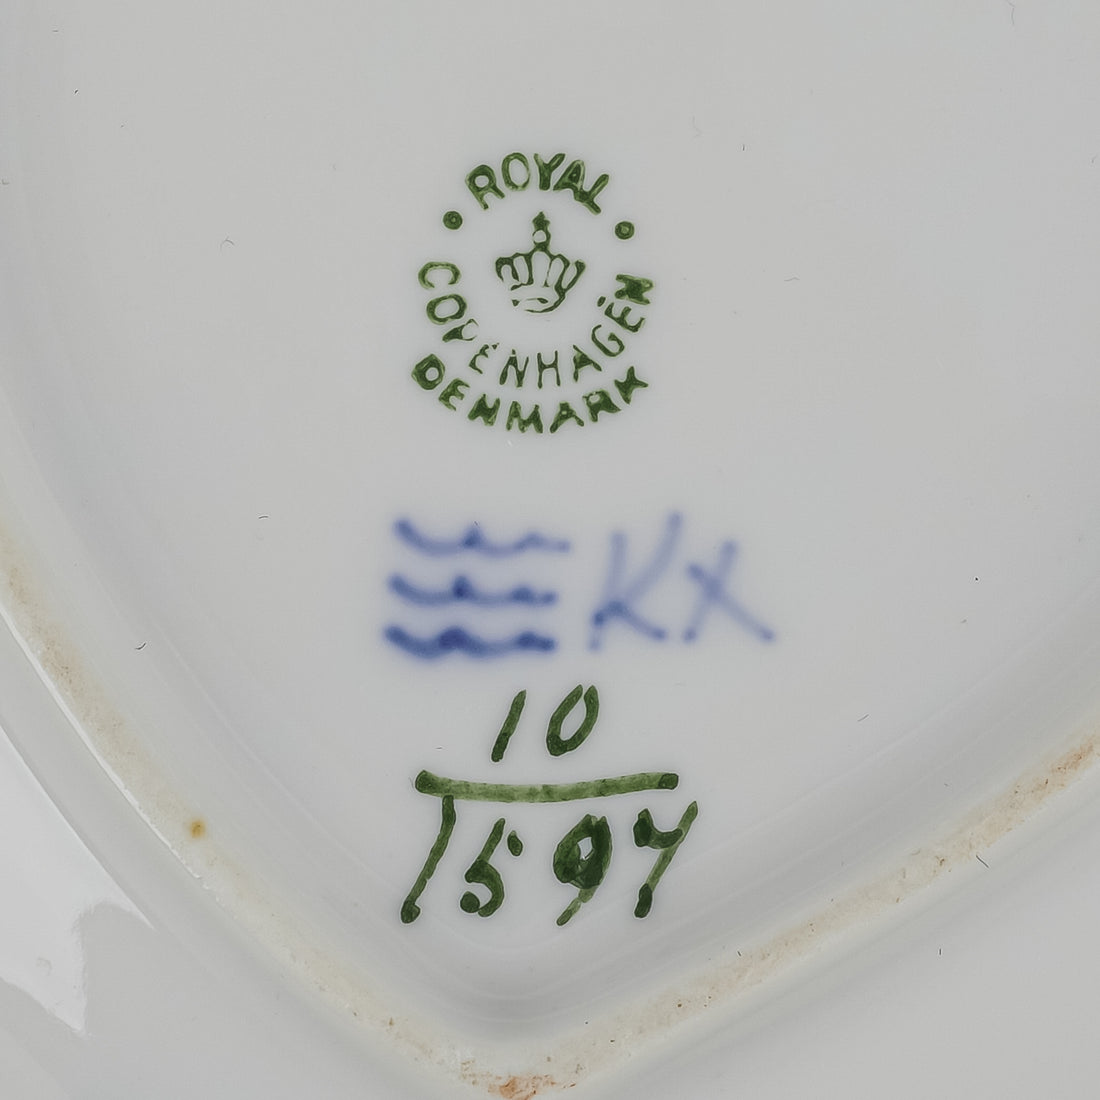 ROYAL
COPENHAGEN
DENMARK
KX
10
1597